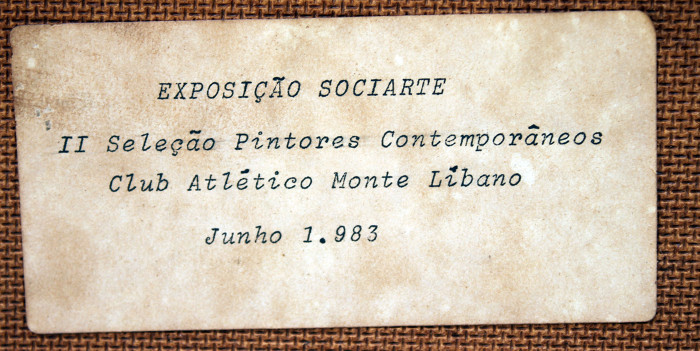 EXPOSIÇÃO SOCIARTE
II Seleção Pintores Contemporâneos
Club Atlético Monte Líbano
Junho 1.983